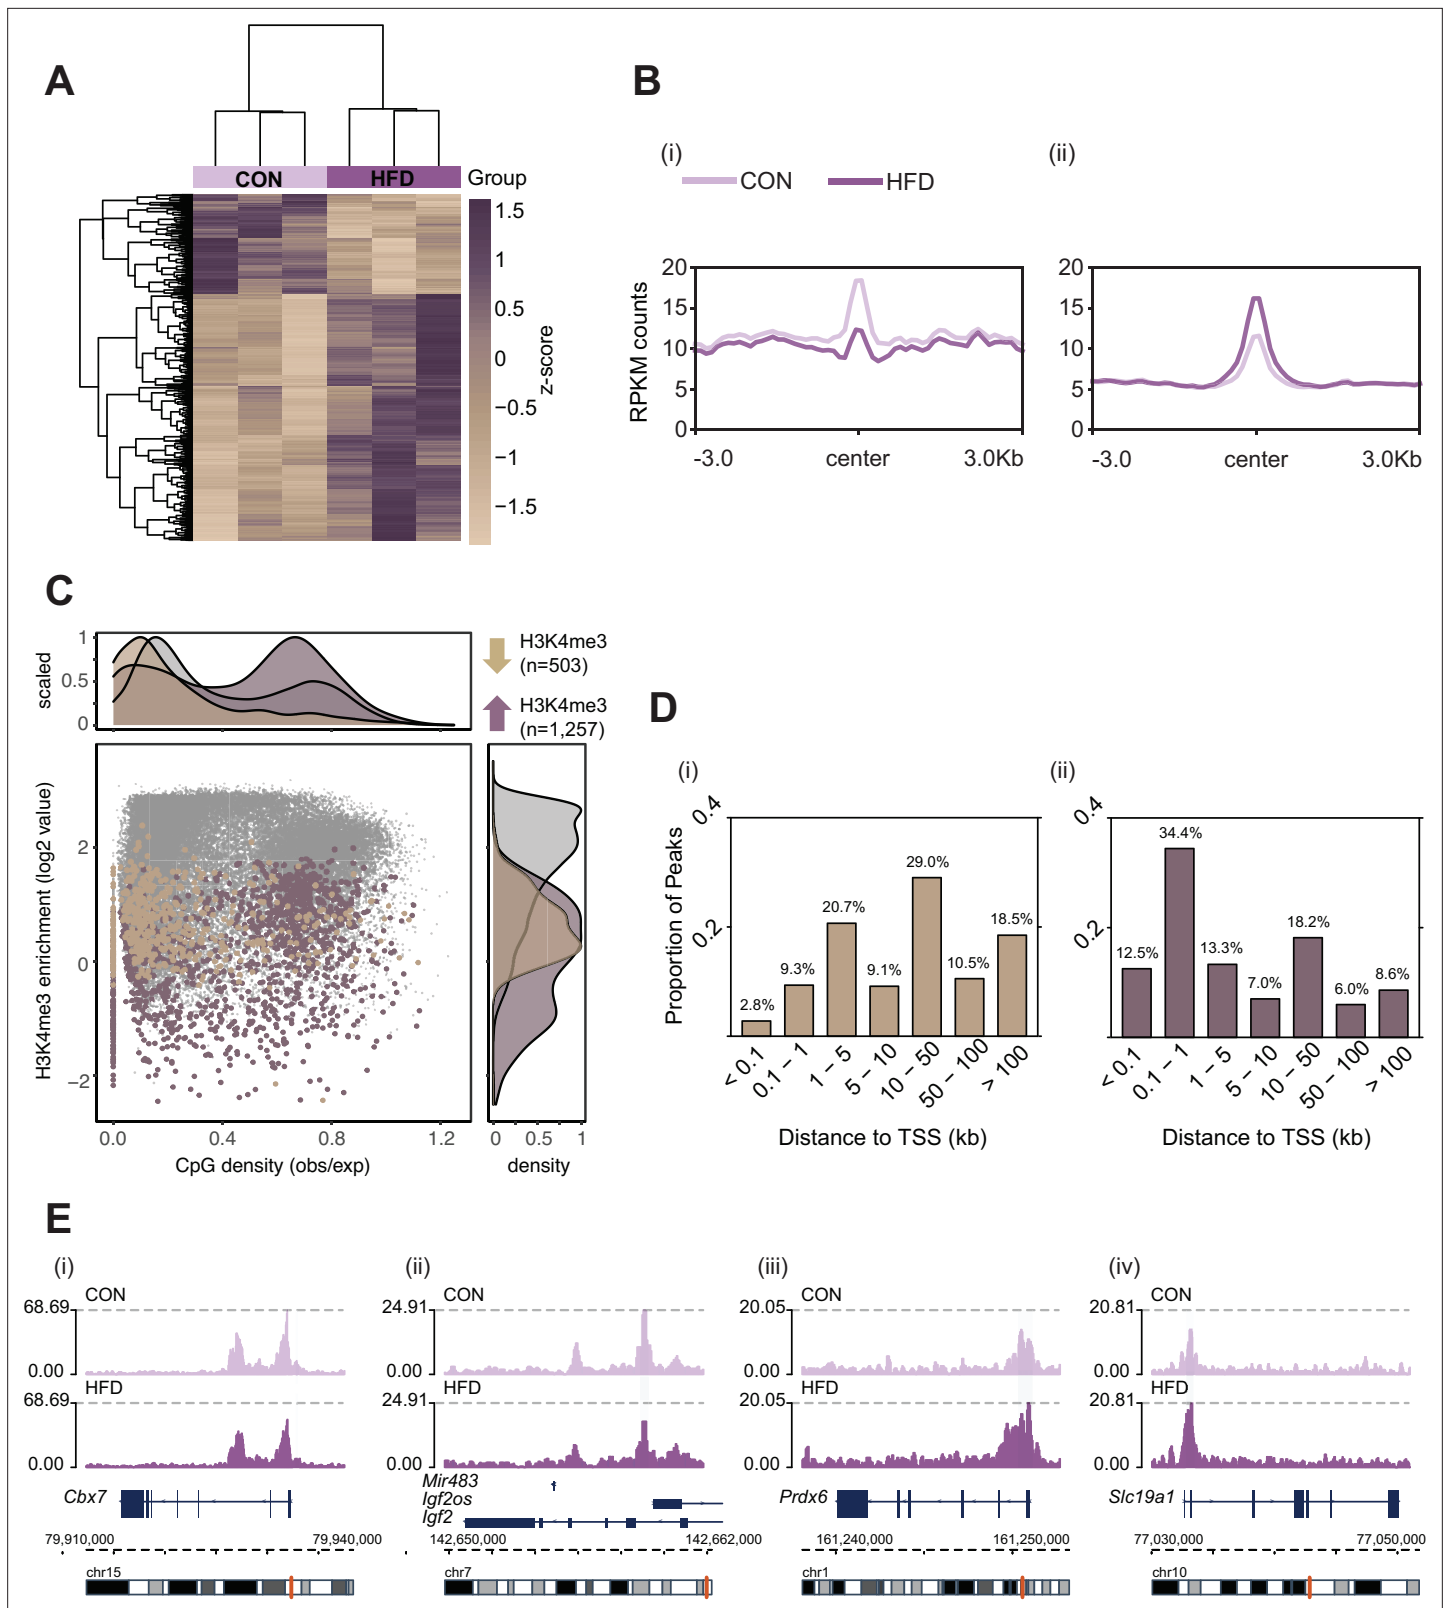 A
CON
HFD
Group
1.5
1
0.5
0
−0.5
−1
−1.5
z-score
B
(i)
CON
HFD
(ii)
RPKM counts
20
15
10
5
0
-3.0
center
3.0Kb
20
15
10
5
0
-3.0
center
3.0Kb
C
scaled
1
0.5
0
H3K4me3
(n=503)
H3K4me3
(n=1,257)
H3K4me3 enrichment (log2 value)
2
0
−2
0.0
0.4
0.8
1.2
CpG density (obs/exp)
0
0.5
1
density
D
(i)
Proportion of Peaks
0.4
0.2
2.8%
9.3%
20.7%
9.1%
29.0%
10.5%
18.5%
< 0.1
0.1 – 1
1 – 5
5 – 10
10 – 50
50 – 100
> 100
Distance to TSS (kb)
(ii)
0.4
0.2
12.5%
34.4%
13.3%
7.0%
18.2%
6.0%
8.6%
< 0.1
0.1 – 1
1 – 5
5 – 10
10 – 50
50 – 100
> 100
Distance to TSS (kb)
E
(i)
CON
68.69
0.00
HFD
68.69
0.00
Cbx7
79,910,000
79,940,000
chr15
(ii)
CON
24.91
0.00
HFD
24.91
0.00
Mir483
Igf2os
Igf2
142,650,000
142,662,000
chr7
(iii)
CON
20.05
0.00
HFD
20.05
0.00
Prdx6
161,240,000
161,250,000
chr1
(iv)
CON
20.81
0.00
HFD
20.81
0.00
Slc19a1
77,030,000
77,050,000
chr10